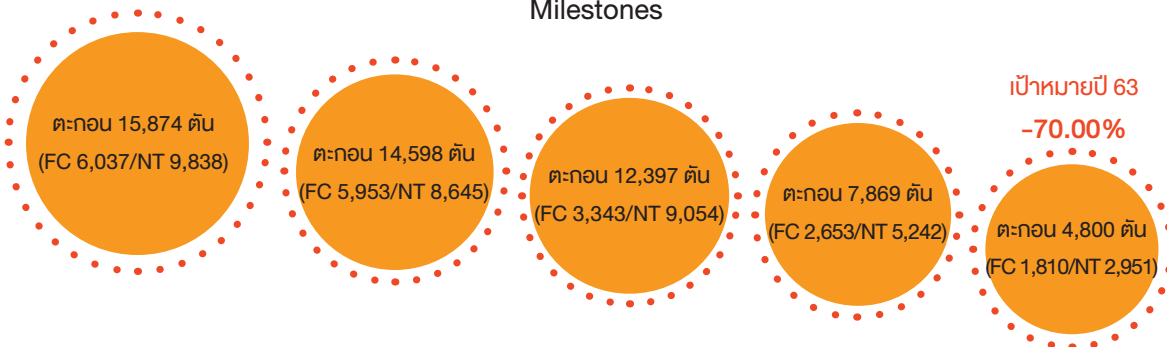 Milestones
ตะกอน 15,874 ตัน
(FC 6,037/NT 9,838)
ตะกอน 14,598 ตัน
(FC 5,953/NT 8,645)
ตะกอน 12,397 ตัน
(FC 3,343/NT 9,054)
ตะกอน 7,869 ตัน
(FC 2,653/NT 5,242)
เป้าหมายปี 63
-70.00%
ตะกอน 4,800 ตัน
(FC 1,810/NT 2,951)